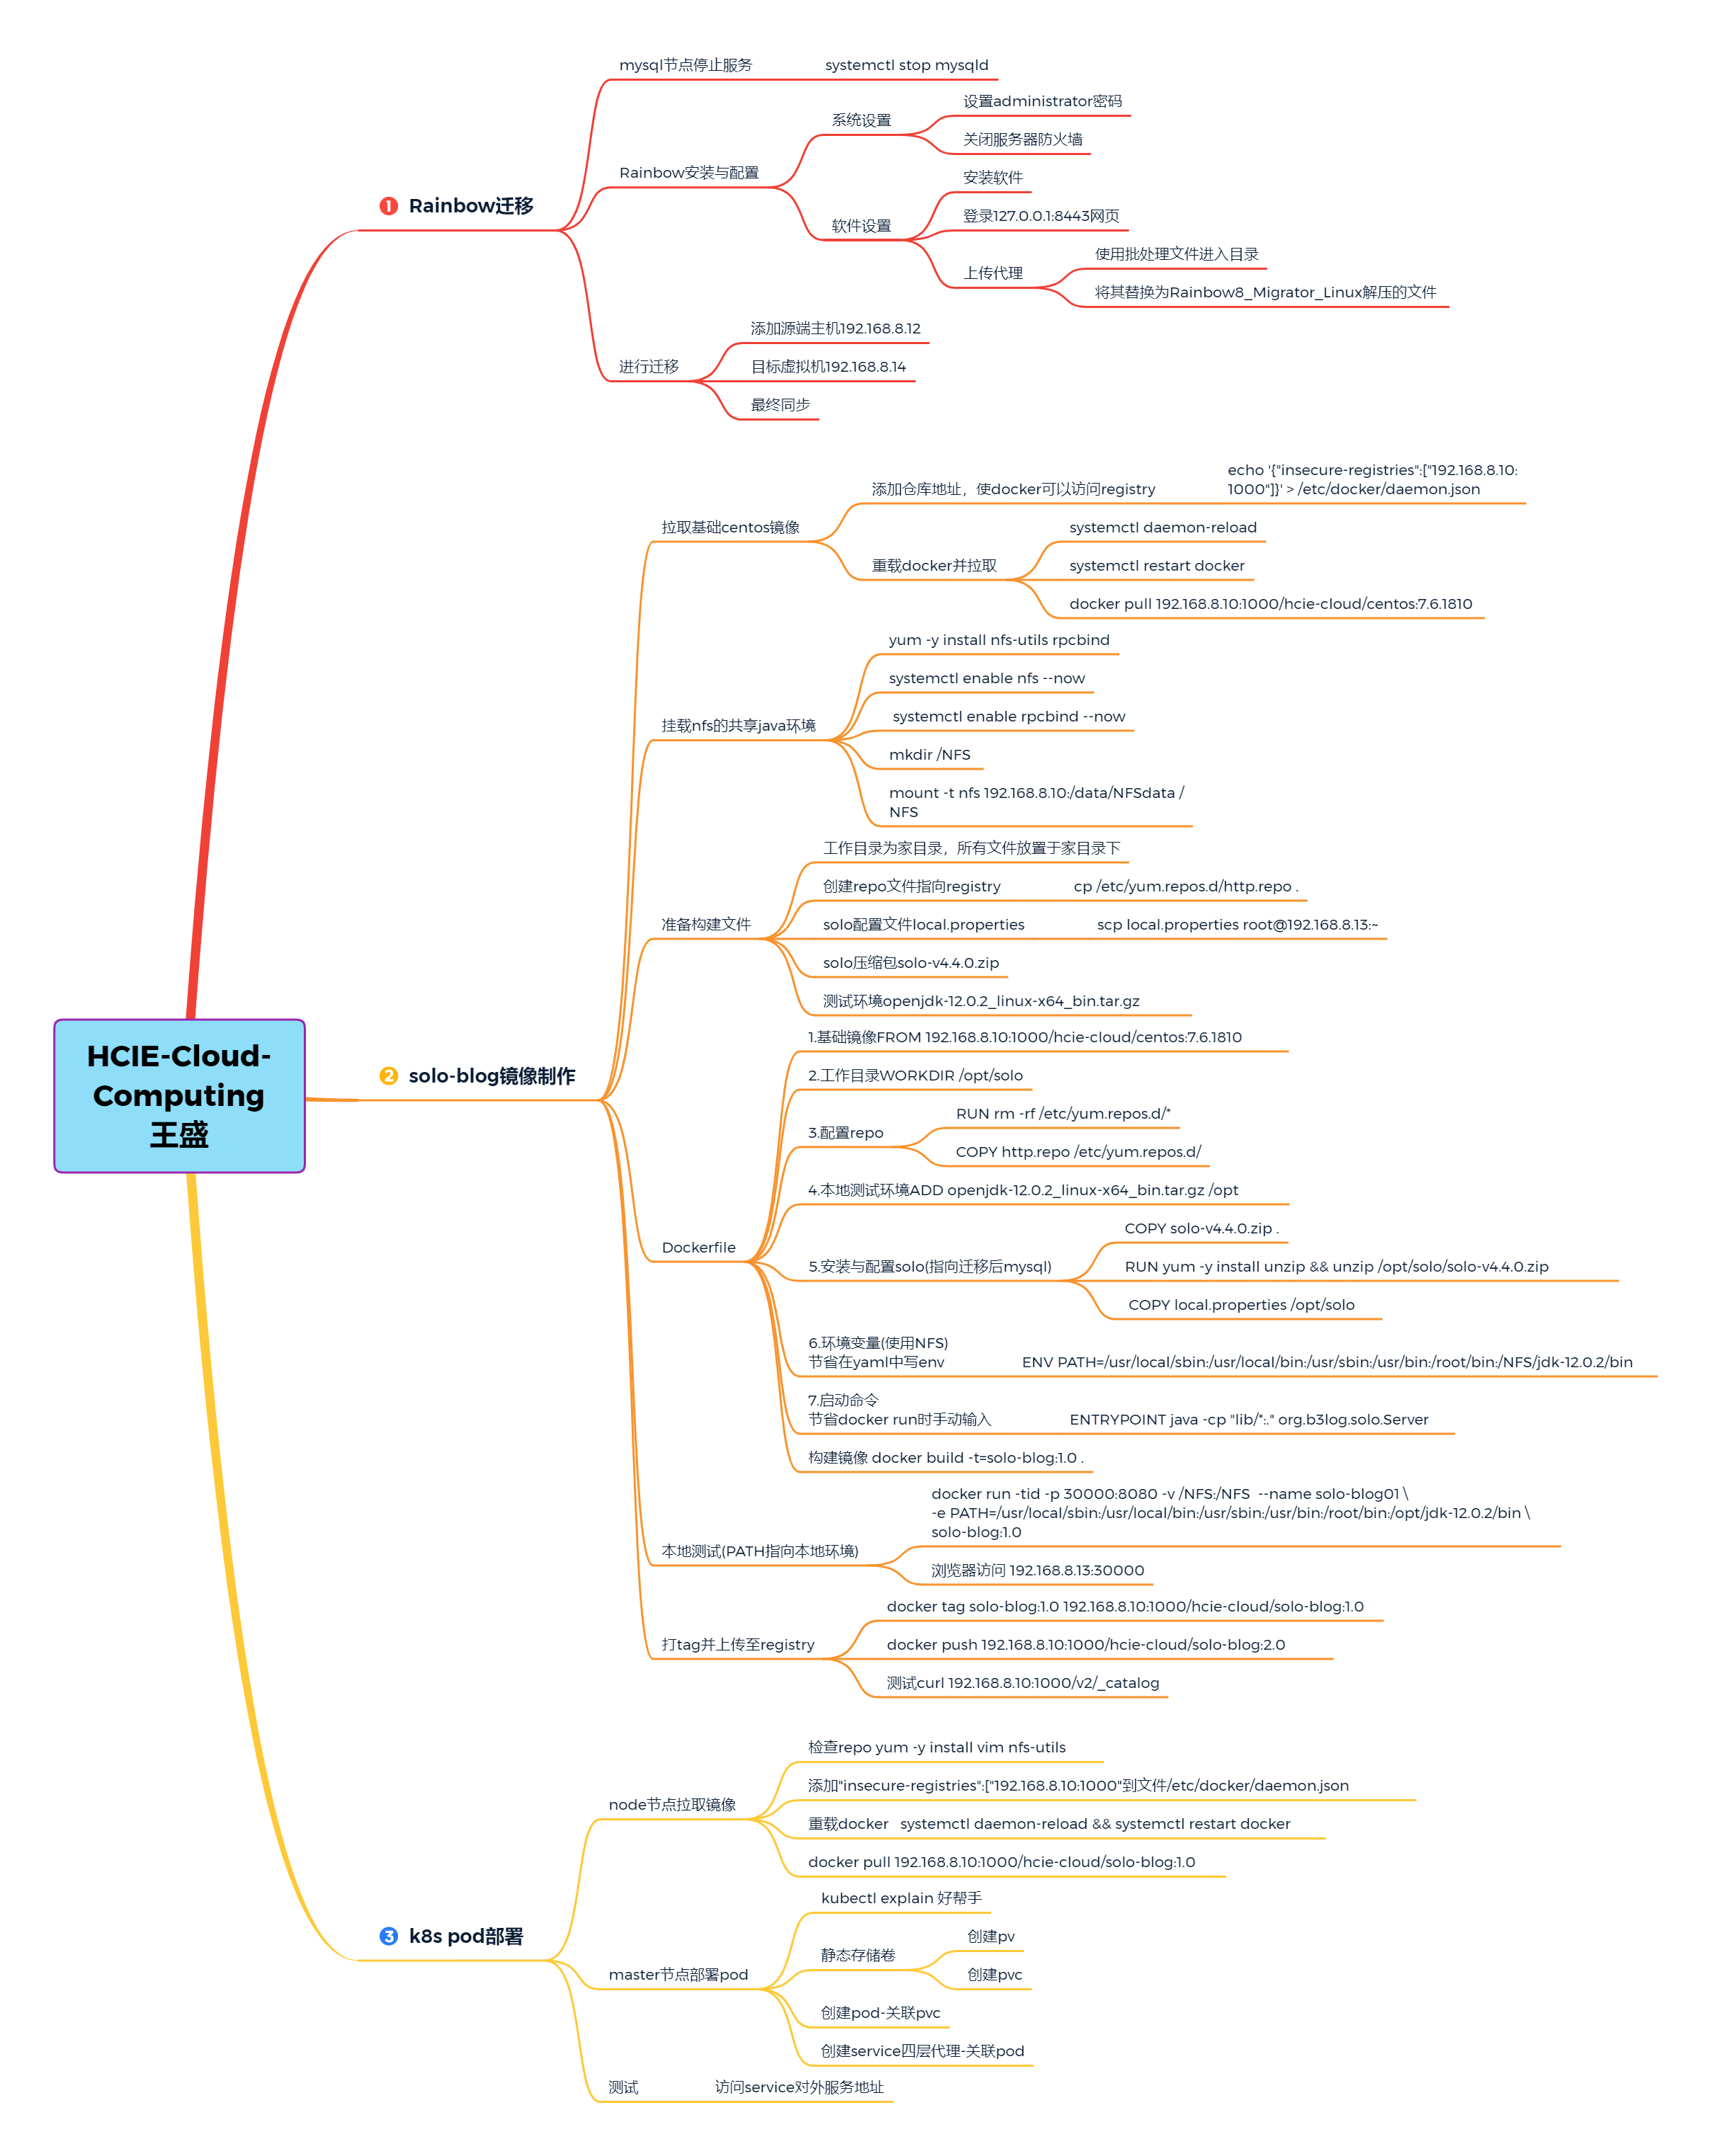 HCIE-Cloud-
Computing
王盛
1 Rainbow迁移
mysql节点停止服务
systemctl stop mysqld
Rainbow安装与配置
系统设置
设置administrator密码
关闭服务器防火墙
软件设置
安装软件
登录127.0.0.1:8443网页
上传代理
使用批处理文件进入目录
将其替换为Rainbow8_Migrator_Linux解压的文件
进行迁移
添加源端主机192.168.8.12
目标虚拟机192.168.8.14
最终同步
2 solo-blog镜像制作
拉取基础centos镜像
添加仓库地址，使docker可以访问registry
echo '{"insecure-registries":["192.168.8.10:
1000"]}' > /etc/docker/daemon.json
重载docker并拉取
systemctl daemon-reload
systemctl restart docker
docker pull 192.168.8.10:1000/hcie-cloud/centos:7.6.1810
挂载nfs的共享java环境
yum -y install nfs-utils rpcbind
systemctl enable nfs --now
systemctl enable rpcbind --now
mkdir /NFS
mount -t nfs 192.168.8.10:/data/NFSdata /
NFS
准备构建文件
工作目录为家目录，所有文件放置于家目录下
创建repo文件指向registry
cp /etc/yum.repos.d/http.repo .
solo配置文件local.properties
scp local.properties root@192.168.8.13:~
solo压缩包solo-v4.4.0.zip
测试环境openjdk-12.0.2_linux-x64_bin.tar.gz
Dockerfile
1.基础镜像FROM 192.168.8.10:1000/hcie-cloud/centos:7.6.1810
2.工作目录WORKDIR /opt/solo
3.配置repo
RUN rm -rf /etc/yum.repos.d/*
COPY http.repo /etc/yum.repos.d/
4.本地测试环境ADD openjdk-12.0.2_linux-x64_bin.tar.gz /opt
5.安装与配置solo(指向迁移后mysql)
COPY solo-v4.4.0.zip .
RUN yum -y install unzip && unzip /opt/solo/solo-v4.4.0.zip
COPY local.properties /opt/solo
6.环境变量(使用NFS)
节省在yaml中写env
ENV PATH=/usr/local/sbin:/usr/local/bin:/usr/sbin:/usr/bin:/root/bin:/NFS/jdk-12.0.2/bin
7.启动命令
节省docker run时手动输入
ENTRYPOINT java -cp "lib/*:." org.b3log.solo.Server
构建镜像 docker build -t=solo-blog:1.0 .
本地测试(PATH指向本地环境)
docker run -tid -p 30000:8080 -v /NFS:/NFS  --name solo-blog01 \
-e PATH=/usr/local/sbin:/usr/local/bin:/usr/sbin:/usr/bin:/root/bin:/opt/jdk-12.0.2/bin \
solo-blog:1.0
浏览器访问 192.168.8.13:30000
打tag并上传至registry
docker tag solo-blog:1.0 192.168.8.10:1000/hcie-cloud/solo-blog:1.0
docker push 192.168.8.10:1000/hcie-cloud/solo-blog:2.0
测试curl 192.168.8.10:1000/v2/_catalog
3 k8s pod部署
node节点拉取镜像
检查repo yum -y install vim nfs-utils
添加"insecure-registries":["192.168.8.10:1000"到文件/etc/docker/daemon.json
重载docker   systemctl daemon-reload && systemctl restart docker
docker pull 192.168.8.10:1000/hcie-cloud/solo-blog:1.0
master节点部署pod
kubectl explain 好帮手
静态存储卷
创建pv
创建pvc
创建pod-关联pvc
创建service四层代理-关联pod
测试
访问service对外服务地址